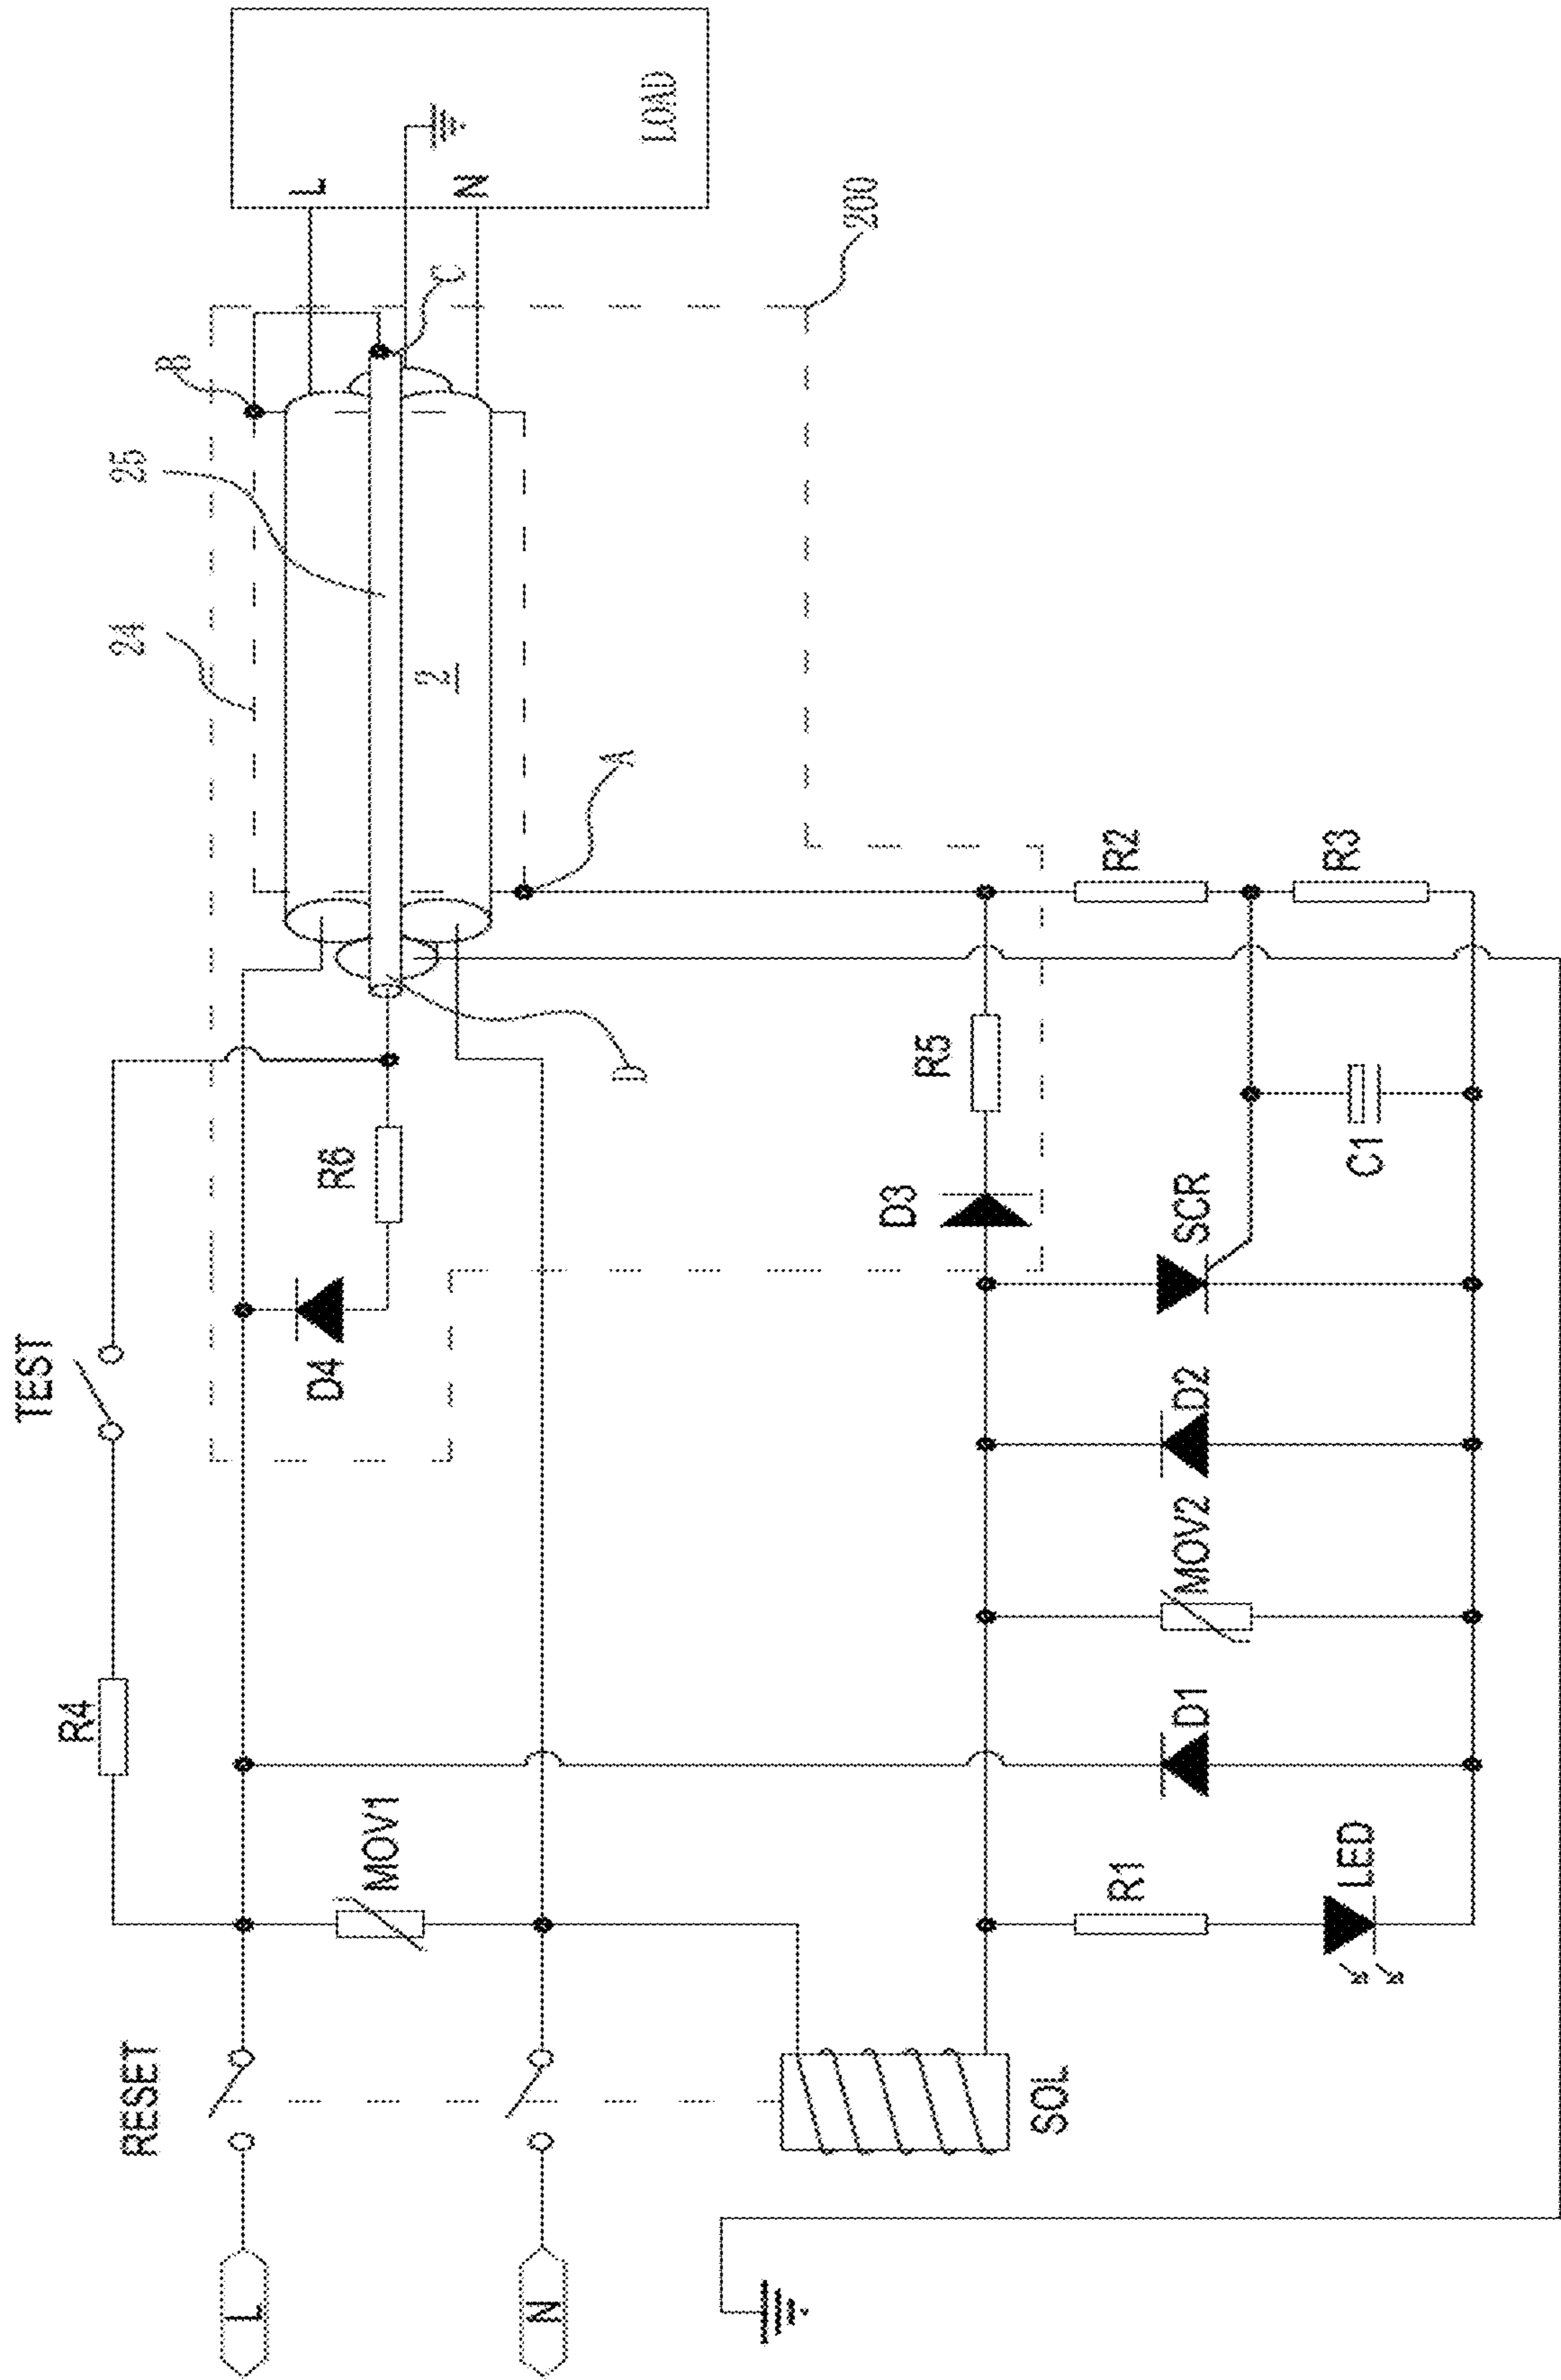 TEST
R4
RESET
L
N
MOV1
SOL
D4
R6
24
25
B
C
A
D
2
L
N
LOAD
200
D3
R5
R1
LED
D1
MOV2
D2
SCR
C1
R2
R3